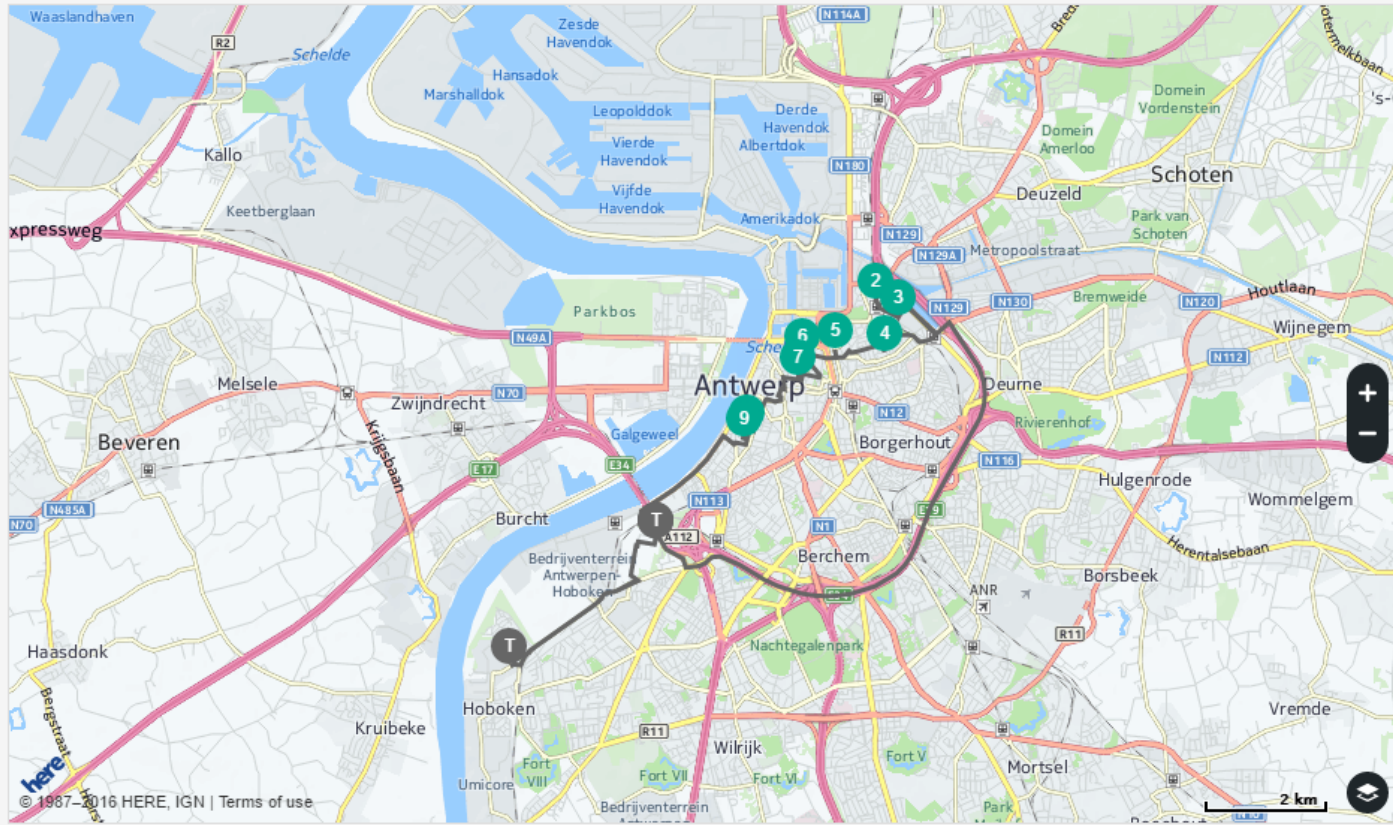 Waaslandhaven
R2
Schelde
Zesde
Havendok
Hansadok
Marshalldok
Leopolddok
Derde
Havendok
Vierde
Havendok
Albertdok
Vijfde
Havendok
Amerikadok
N114A
N180
Domein
Vordenstein
Domein
Amerloo
Schoten
Deuzeld
Park van
Schoten
Kallo
Keetberglaan
xpressweg
N129
N129A
Metropoolstraat
2
3
N129
N130
Bremweide
N120
Houtlaan
Wijnegem
Parkbos
N49A
6
5
4
7
N112
Antwerp
Deurne
Melsele
N70
Zwijndrecht
9
N12
Rivierenhof
Beveren
Krijgsbaan
Galgeweel
Borgerhout
E17
E34
N116
Hulgenrode
Wommelgem
N70
N485A
Burcht
N113
T
A112
N1
Herentalsebaan
Bedrijventerrein
Antwerpen-
Hoboken
Berchem
Borsbeek
ANR
R11
T
Nachtegalenpark
Haasdonk
Bergstraat
Hoboken
Kruibeke
R11
Wilrijk
Fort V
Vremde
Mortsel
Umicore
Fort
VIII
Fort VII
Fort VI
here
© 1987–2016 HERE, IGN | Terms of use
Bedrijventerrein
Park
2 km
+
−